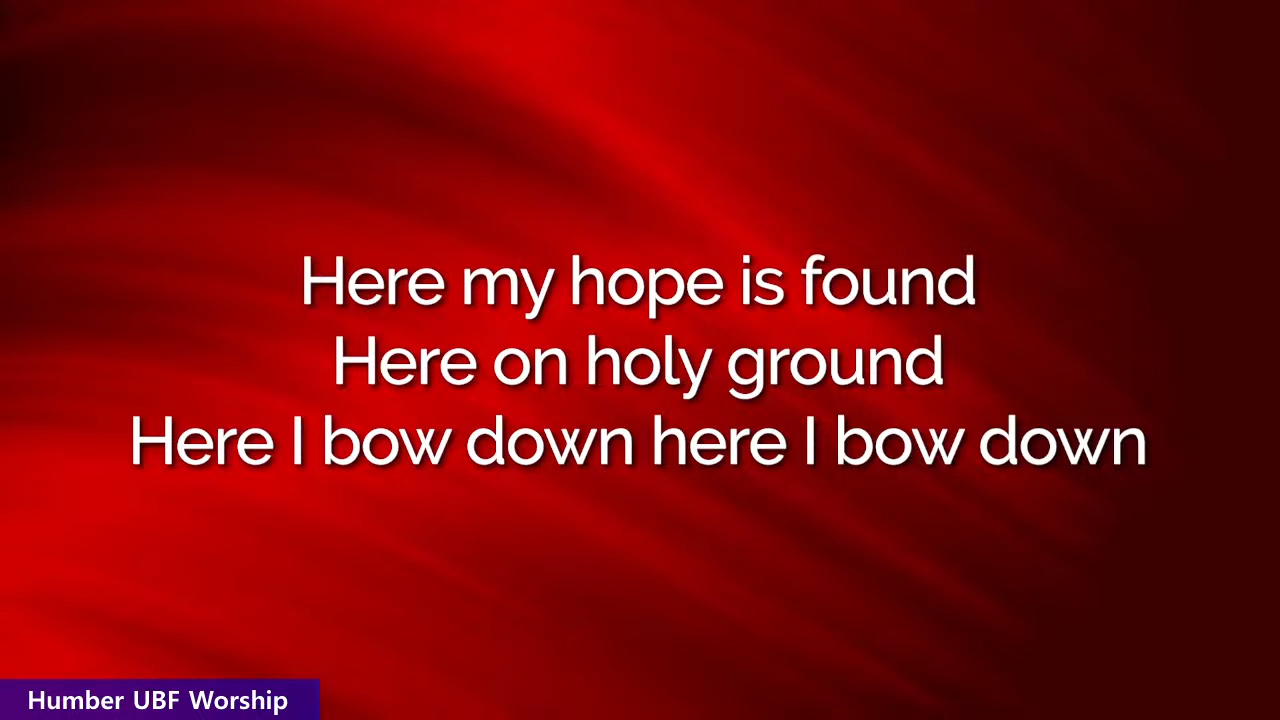 Here my hope is found
Here on holy ground
Here I bow down here I bow down
Humber UBF Worship